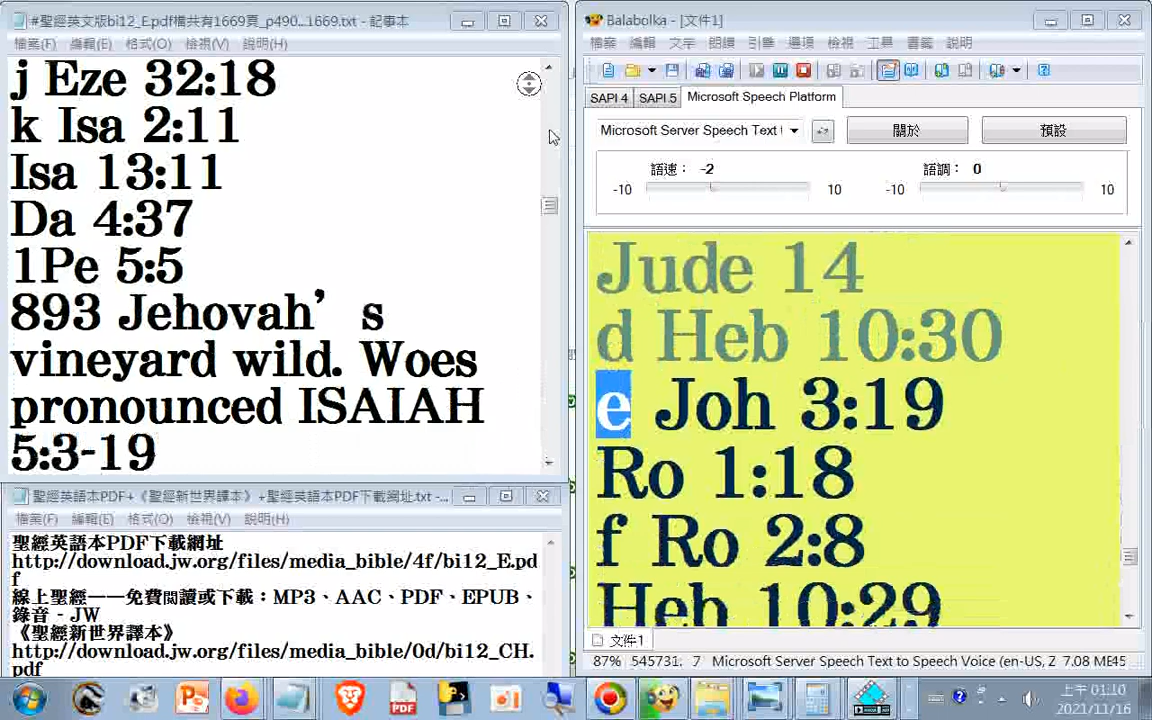 #聖經英文版bi12_E.pdf檔共有1669頁_p490...1669.txt - 記事本
檔案(F) 編輯(E) 格式(O) 檢視(V) 說明(H)
j Eze 32:18
k Isa 2:11
Isa 13:11
Da 4:37
1Pe 5:5
893 Jehovah’s
vineyard wild. Woes
pronounced ISAIAH
5:3-19
聖經英語本PDF+《聖經新世界譯本》+聖經英語本PDF下載網址.txt -...
檔案(F) 編輯(E) 格式(O) 檢視(V) 說明(H)
聖經英語本PDF下載網址
http://download.jw.org/files/media_bible/4f/bi12_E.pd
f
線上聖經——免費閱讀或下載：MP3、AAC、PDF、EPUB、
錄音 - JW
《聖經新世界譯本》
http://download.jw.org/files/media_bible/0d/bi12_CH.
pdf
Balabolka - [文件1]
檔案 編輯 文字 朗讀 引擎 選項 檢視 工具 書籤 說明
SAPI 4 SAPI 5 Microsoft Speech Platform
Microsoft Server Speech Text 關於 預設
語速： -2 語調： 0
-10 10 -10 10
Jude 14
d Heb 10:30
e Joh 3:19
Ro 1:18
f Ro 2:8
Heb 10:29
文件1
87% 545731: 7 Microsoft Server Speech Text to Speech Voice (en-US, Z 7.08 ME45
上午 01:10
2021/11/16